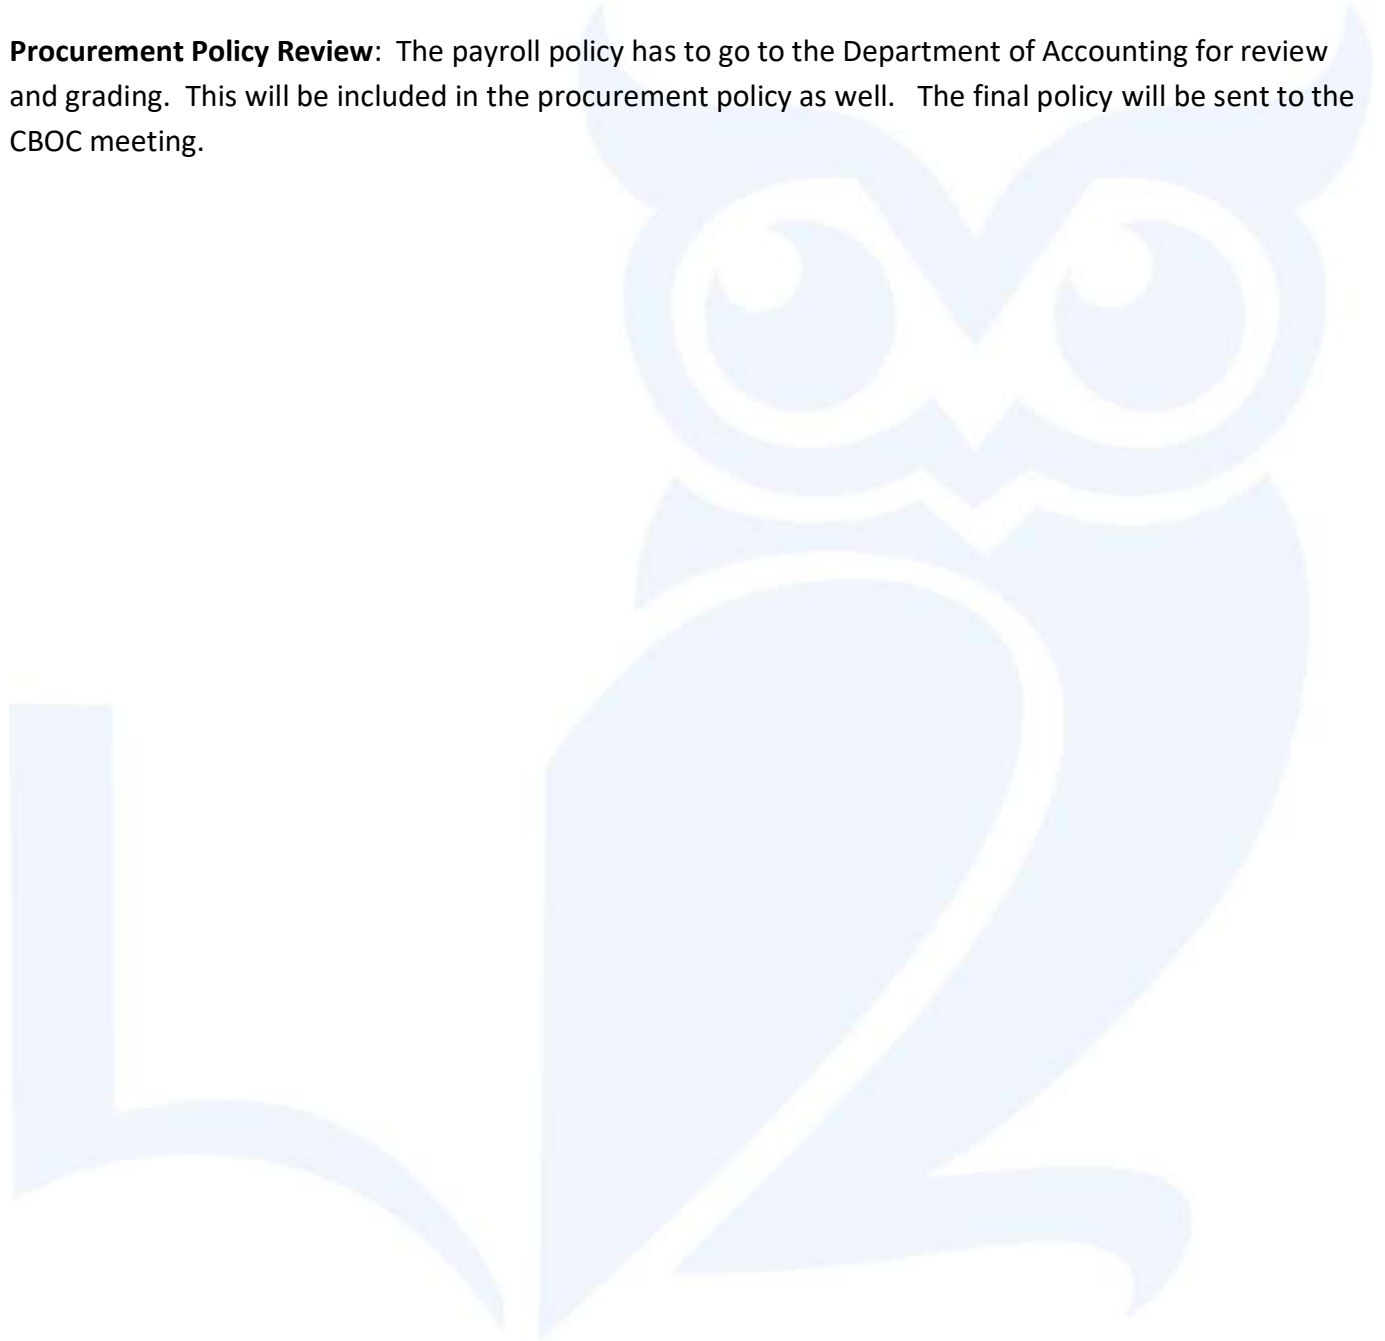 Procurement Policy Review:  The payroll policy has to go to the Department of Accounting for review
and grading.  This will be included in the procurement policy as well.   The final policy will be sent to the
CBOC meeting.